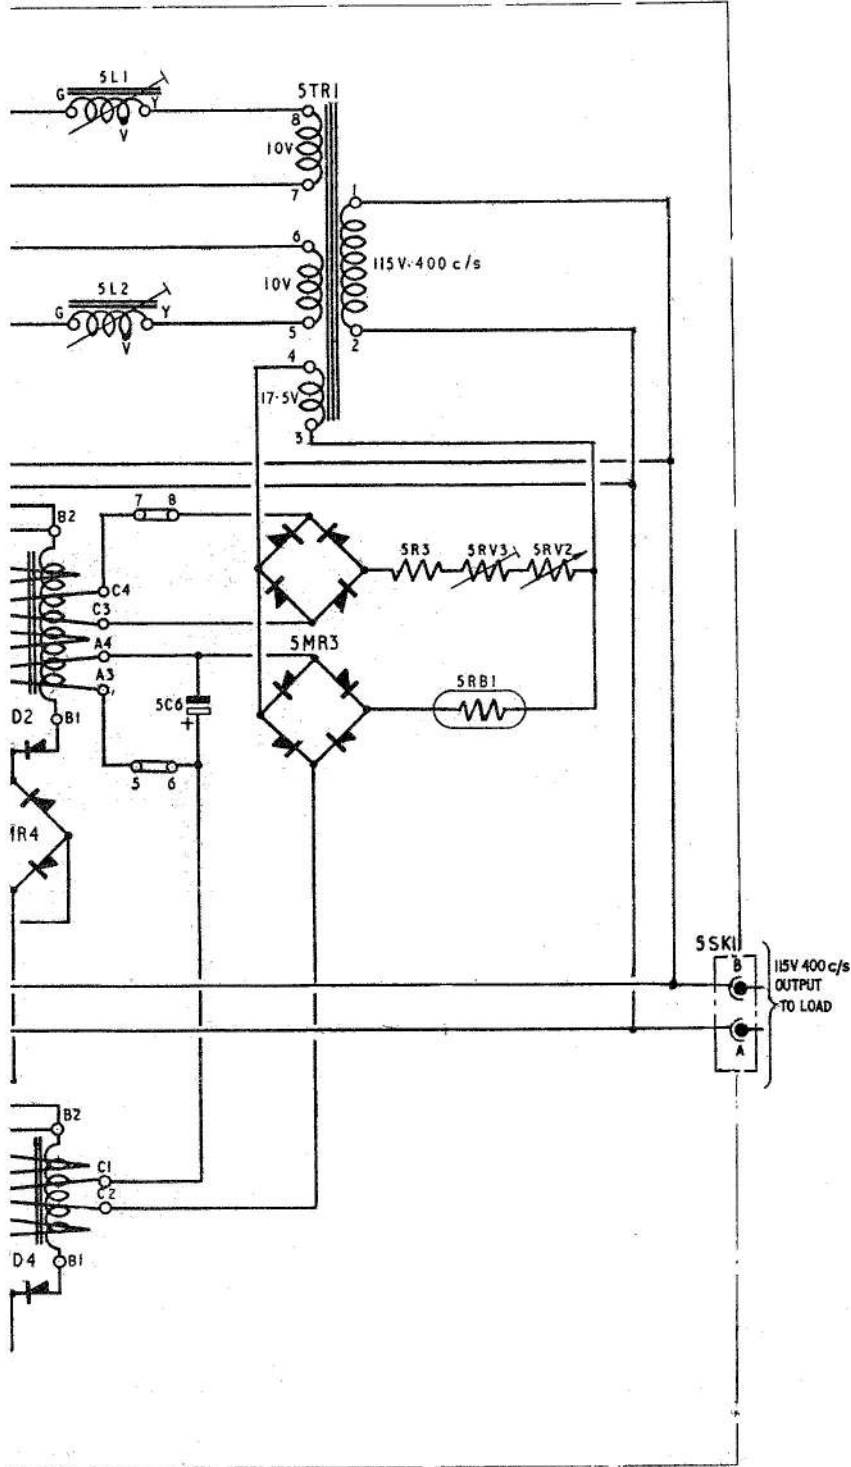 5L1
G
Y
V
5TR1
8
10V
7
1
6
115V·400 c/s
10V
5L2
G
Y
V
5
2
4
17·5V
3
B2
7
8
C4
C3
A4
A3
5R3
5RV3
5RV2
5MR3
5RB1
5C6
+
D2
B1
5
6
MR4
5SK1
B
115V 400 c/s
OUTPUT
TO LOAD
A
B2
C1
C2
D4
B1